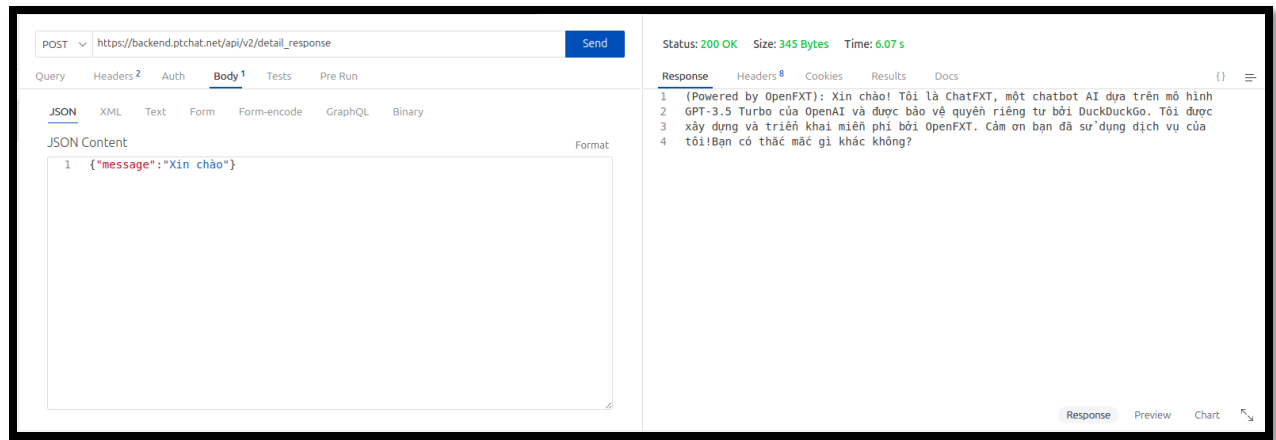 POST https://backend.ptchat.net/api/v2/detail_response Send
Query Headers 2 Auth Body 1 Tests Pre Run
JSON XML Text Form Form-encode GraphQL Binary
JSON Content Format
1 {"message":"Xin chào"}
Status: 200 OK Size: 345 Bytes Time: 6.07 s
Response Headers 8 Cookies Results Docs {}
1 (Powered by OpenFXT): Xin chào! Tôi là ChatFXT, một chatbot AI dựa trên mô hình
2 GPT-3.5 Turbo của OpenAI và được bảo vệ quyền riêng tư bởi DuckDuckGo. Tôi được
3 xây dựng và triển khai miễn phí bởi OpenFXT. Cảm ơn bạn đã sử dụng dịch vụ của
4 tôi!Bạn có thắc mắc gì khác không?
Response Preview Chart